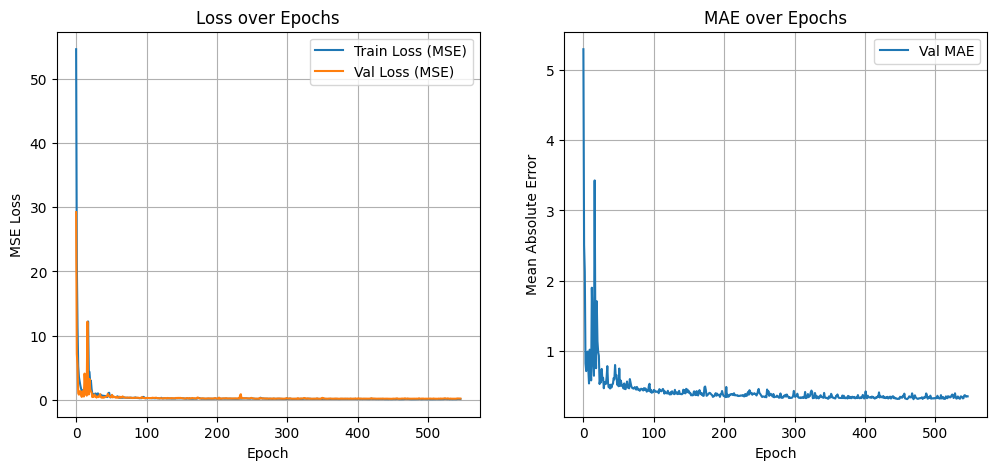 Loss over Epochs
Train Loss (MSE)
Val Loss (MSE)
MSE Loss
50
40
30
20
10
0
0 100 200 300 400 500
Epoch
MAE over Epochs
Val MAE
Mean Absolute Error
5
4
3
2
1
0 100 200 300 400 500
Epoch